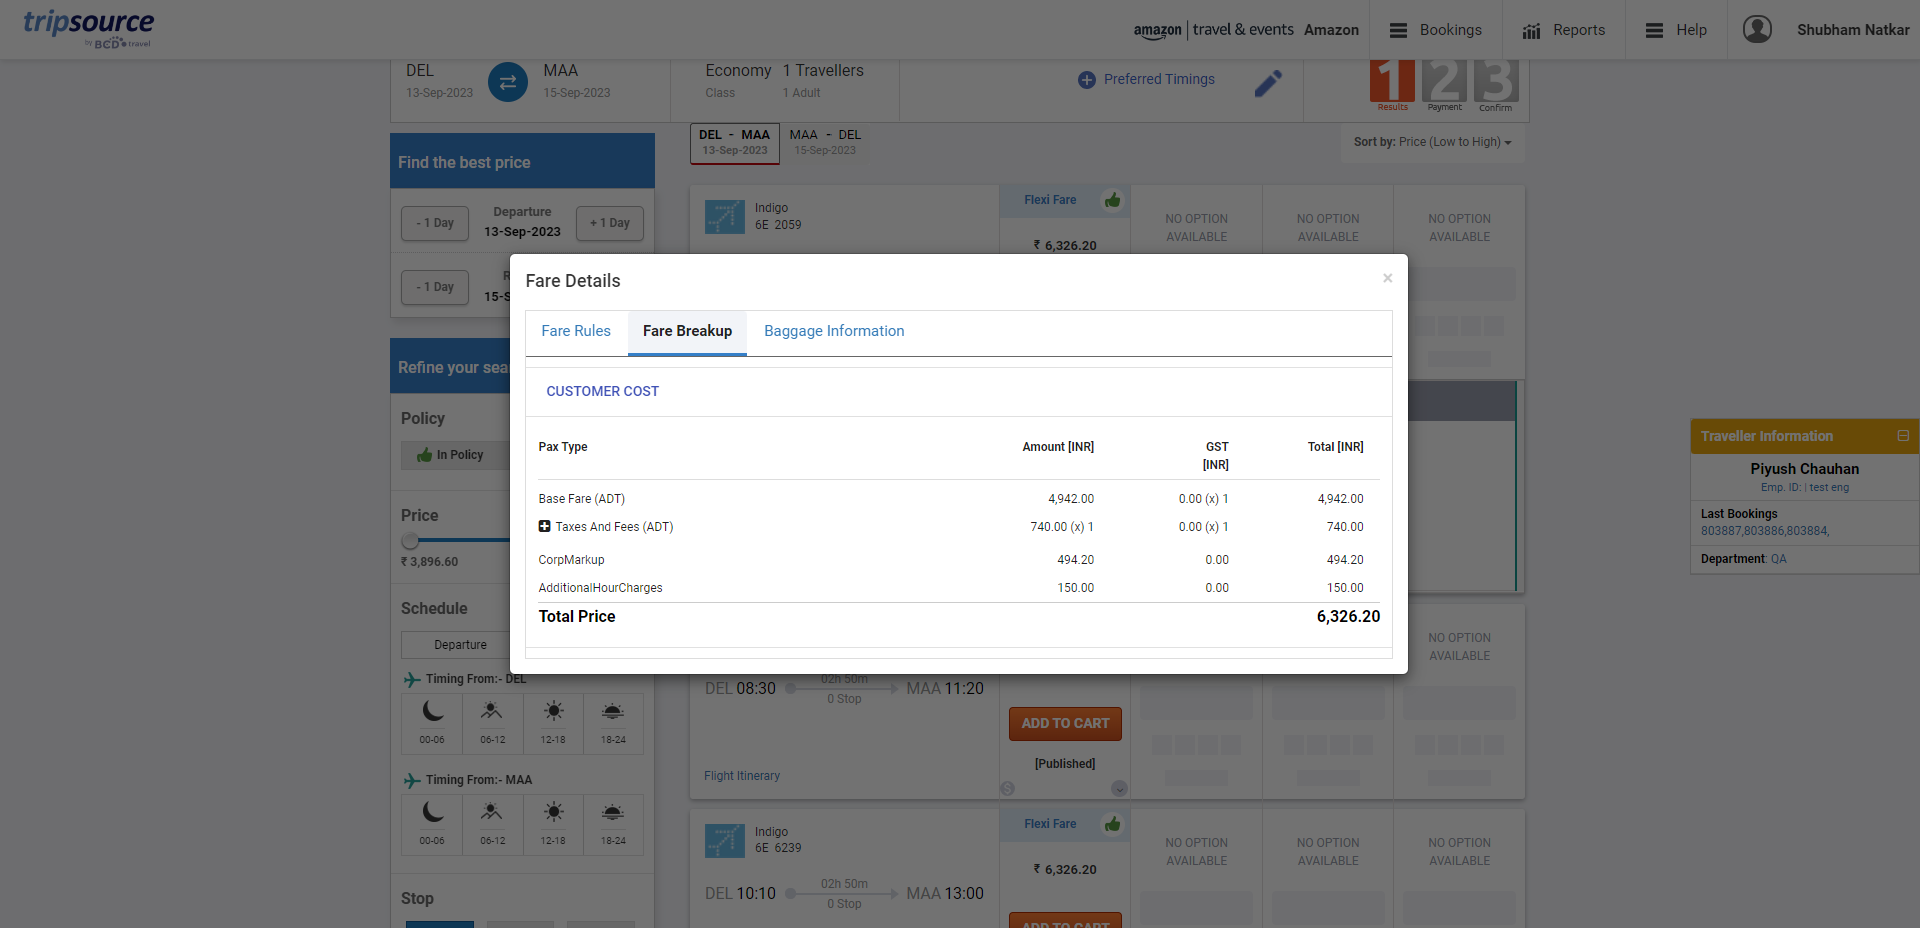 tripsource
by BCD travel
amazon | travel & events Amazon
Bookings
Reports
Help
Shubham Natkar
DEL
13-Sep-2023
MAA
15-Sep-2023
Economy
Class
1 Travellers
1 Adult
Preferred Timings
1 2 3
Results Payment Confirm
Find the best price
- 1 Day
Departure
13-Sep-2023
+ 1 Day
- 1 Day
R
15-S
Refine your sea
Policy
In Policy
Price
₹ 3,896.60
Schedule
Departure
Timing From:- DEL
00-06 06-12 12-18 18-24
Timing From:- MAA
00-06 06-12 12-18 18-24
Stop
DEL - MAA
13-Sep-2023
MAA - DEL
15-Sep-2023
Sort by: Price (Low to High)
Indigo
6E 2059
Flexi Fare
₹ 6,326.20
NO OPTION
AVAILABLE
NO OPTION
AVAILABLE
NO OPTION
AVAILABLE
Fare Details
×
Fare Rules
Fare Breakup
Baggage Information
CUSTOMER COST
Pax Type Amount [INR] GST [INR] Total [INR]
Base Fare (ADT) 4,942.00 0.00 (x) 1 4,942.00
Taxes And Fees (ADT) 740.00 (x) 1 0.00 (x) 1 740.00
CorpMarkup 494.20 0.00 494.20
AdditionalHourCharges 150.00 0.00 150.00
Total Price 6,326.20
NO OPTION
AVAILABLE
DEL 08:30
02h 50m
0 Stop
MAA 11:20
ADD TO CART
[Published]
Flight Itinerary
S
Indigo
6E 6239
Flexi Fare
₹ 6,326.20
NO OPTION
AVAILABLE
NO OPTION
AVAILABLE
NO OPTION
AVAILABLE
DEL 10:10
02h 50m
0 Stop
MAA 13:00
ADD TO CART
Traveller Information
Piyush Chauhan
Emp. ID: | test eng
Last Bookings
803887,803886,803884,
Department: QA